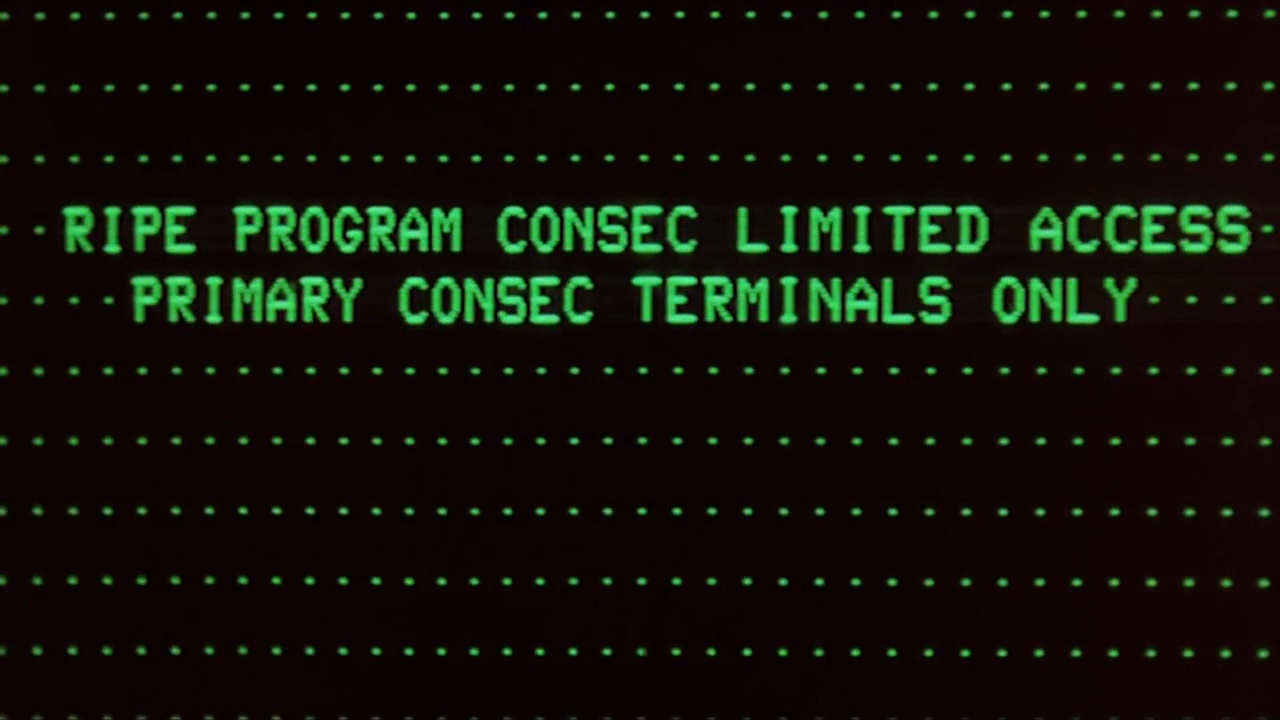 RIPE PROGRAM CONSEC LIMITED ACCESS
PRIMARY CONSEC TERMINALS ONLY